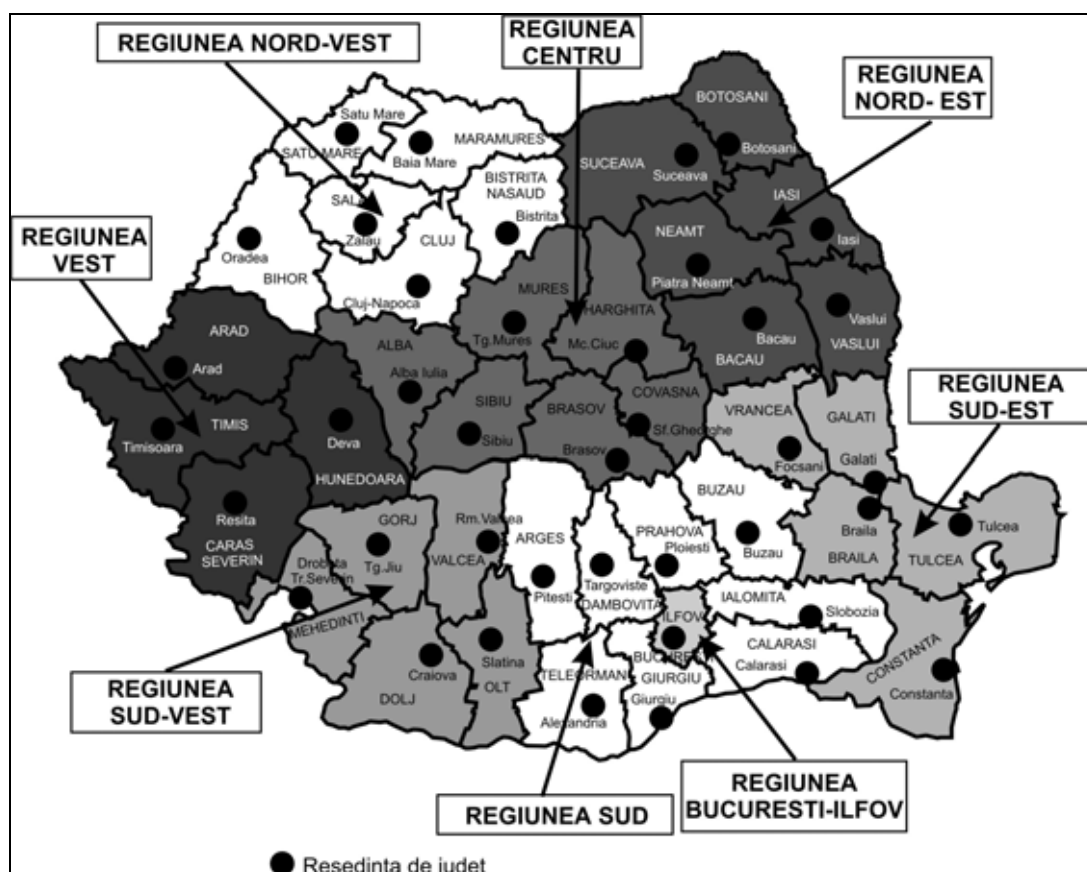 REGIUNEA NORD-VEST
REGIUNEA
CENTRU
REGIUNEA
NORD- EST
BOTOSANI
Botosani
Satu Mare
SATU MARE
MARAMURES
Baia Mare
SUCEAVA
Suceava
BISTRITA
NASAUD
Bistrita
IASI
Iasi
Zalau
CLUJ
Cluj-Napoca
NEAMT
Piatra Neamt
REGIUNEA
VEST
Oradea
BIHOR
MURES
Tg.Mures
HARGHITA
Mc.Ciuc
Vaslui
VASLUI
Bacau
BACAU
ARAD
Arad
ALBA
Alba Iulia
SIBIU
Sibiu
BRASOV
Brasov
COVASNA
Sf.Gheorghe
VRANCEA
Focsani
GALATI
Galati
REGIUNEA
SUD-EST
TIMIS
Timisoara
Deva
HUNEDOARA
Resita
CARAS
SEVERIN
GORJ
Tg.Jiu
Rm.Valcea
VALCEA
ARGES
Pitesti
PRAHOVA
Ploiesti
BUZAU
Buzau
Braila
BRAILA
Tulcea
TULCEA
Drobeta
Tr.Severin
MEHEDINTI
Targoviste
DAMBOVITA
ILFOV
IALOMITA
Slobozia
CALARASI
Calarasi
CONSTANTA
Constanta
Craiova
DOLJ
Slatina
OLT
TELEORMAN
Alexandria
GIURGIU
Giurgiu
REGIUNEA
SUD-VEST
REGIUNEA SUD
REGIUNEA
BUCURESTI-ILFOV
Resedinta de judet